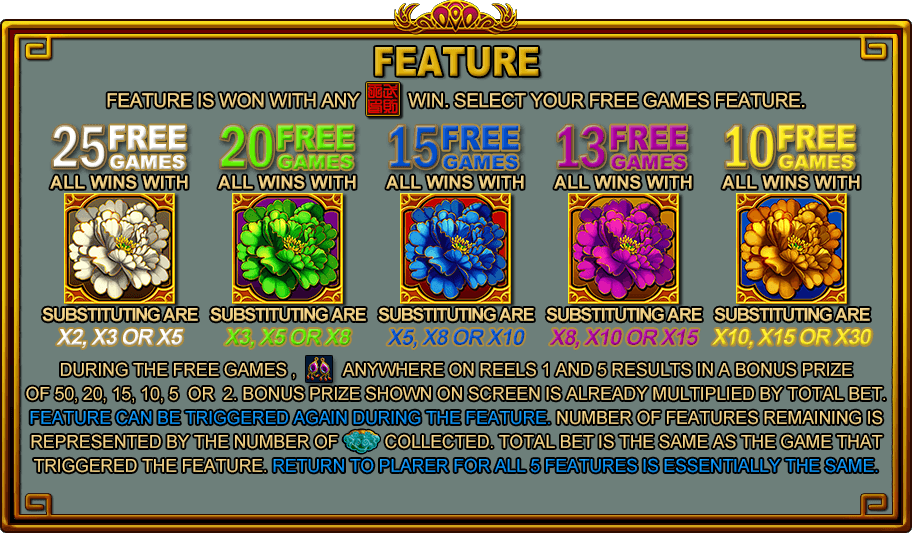 FEATURE
FEATURE IS WON WITH ANY WIN. SELECT YOUR FREE GAMES FEATURE.
25 FREE GAMES 20 FREE GAMES 15 FREE GAMES 13 FREE GAMES 10 FREE GAMES
ALL WINS WITH ALL WINS WITH ALL WINS WITH ALL WINS WITH ALL WINS WITH
SUBSTITUTING ARE SUBSTITUTING ARE SUBSTITUTING ARE SUBSTITUTING ARE SUBSTITUTING ARE
X2, X3 OR X5 X3, X5 OR X8 X5, X8 OR X10 X8, X10 OR X15 X10, X15 OR X30
DURING THE FREE GAMES , ANYWHERE ON REELS 1 AND 5 RESULTS IN A BONUS PRIZE
OF 50, 20, 15, 10, 5 OR 2. BONUS PRIZE SHOWN ON SCREEN IS ALREADY MULTIPLIED BY TOTAL BET.
FEATURE CAN BE TRIGGERED AGAIN DURING THE FEATURE. NUMBER OF FEATURES REMAINING IS
REPRESENTED BY THE NUMBER OF COLLECTED. TOTAL BET IS THE SAME AS THE GAME THAT
TRIGGERED THE FEATURE. RETURN TO PLARER FOR ALL 5 FEATURES IS ESSENTIALLY THE SAME.